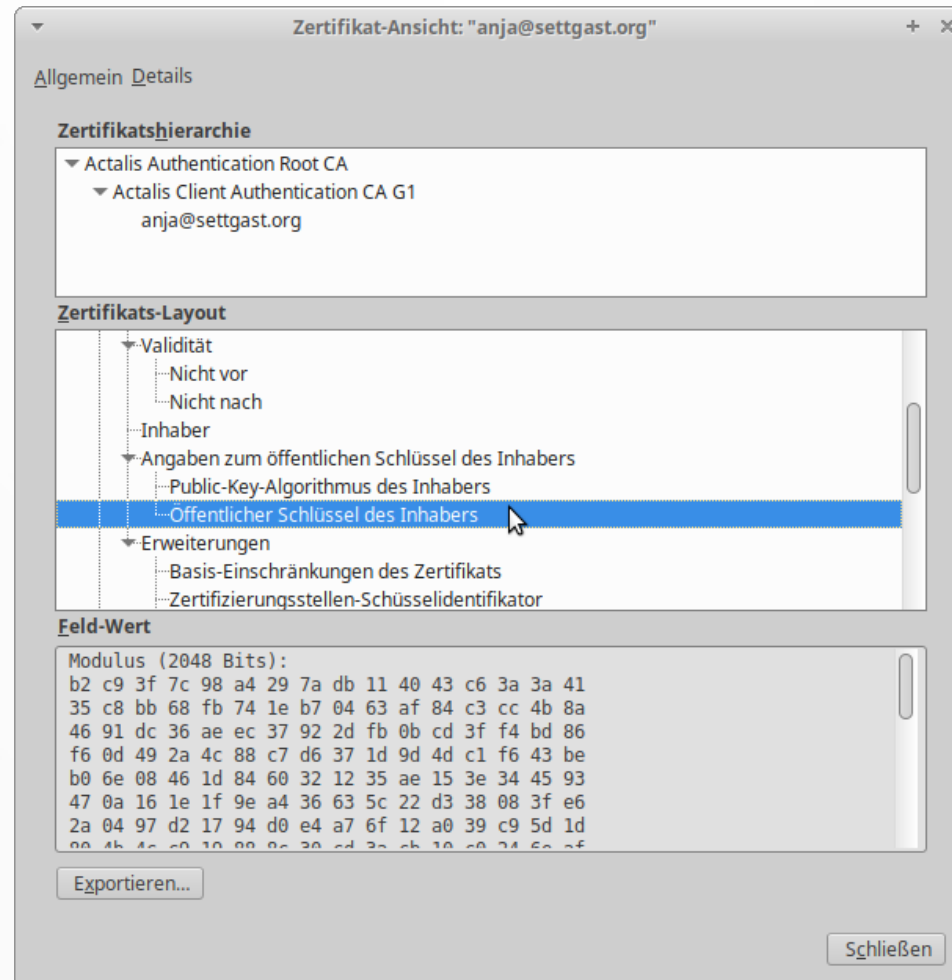 Zertifikat-Ansicht: "anja@settgast.org"
Allgemein Details
Zertifikatshierarchie
Actalis Authentication Root CA
Actalis Client Authentication CA G1
anja@settgast.org
Zertifikats-Layout
Validität
Nicht vor
Nicht nach
Inhaber
Angaben zum öffentlichen Schlüssel des Inhabers
Public-Key-Algorithmus des Inhabers
Öffentlicher Schlüssel des Inhabers
Erweiterungen
Basis-Einschränkungen des Zertifikats
Zertifizierungsstellen-Schüsselidentifikator
Feld-Wert
Modulus (2048 Bits):
b2 c9 3f 7c 98 a4 29 7a db 11 40 43 c6 3a 3a 41
35 c8 bb 68 fb 74 1e b7 04 63 af 84 c3 cc 4b 8a
46 91 dc 36 ae ec 37 92 2d fb 0b cd 3f f4 bd 86
f6 0d 49 2a 4c 88 c7 d6 37 1d 9d 4d c1 f6 43 be
b0 6e 08 46 1d 84 60 32 12 35 ae 15 3e 34 45 93
47 0a 16 1e 1f 9e a4 36 63 5c 22 d3 38 08 3f e6
2a 04 97 d2 17 94 d0 e4 a7 6f 12 a0 39 c9 5d 1d
Exportieren...
Schließen